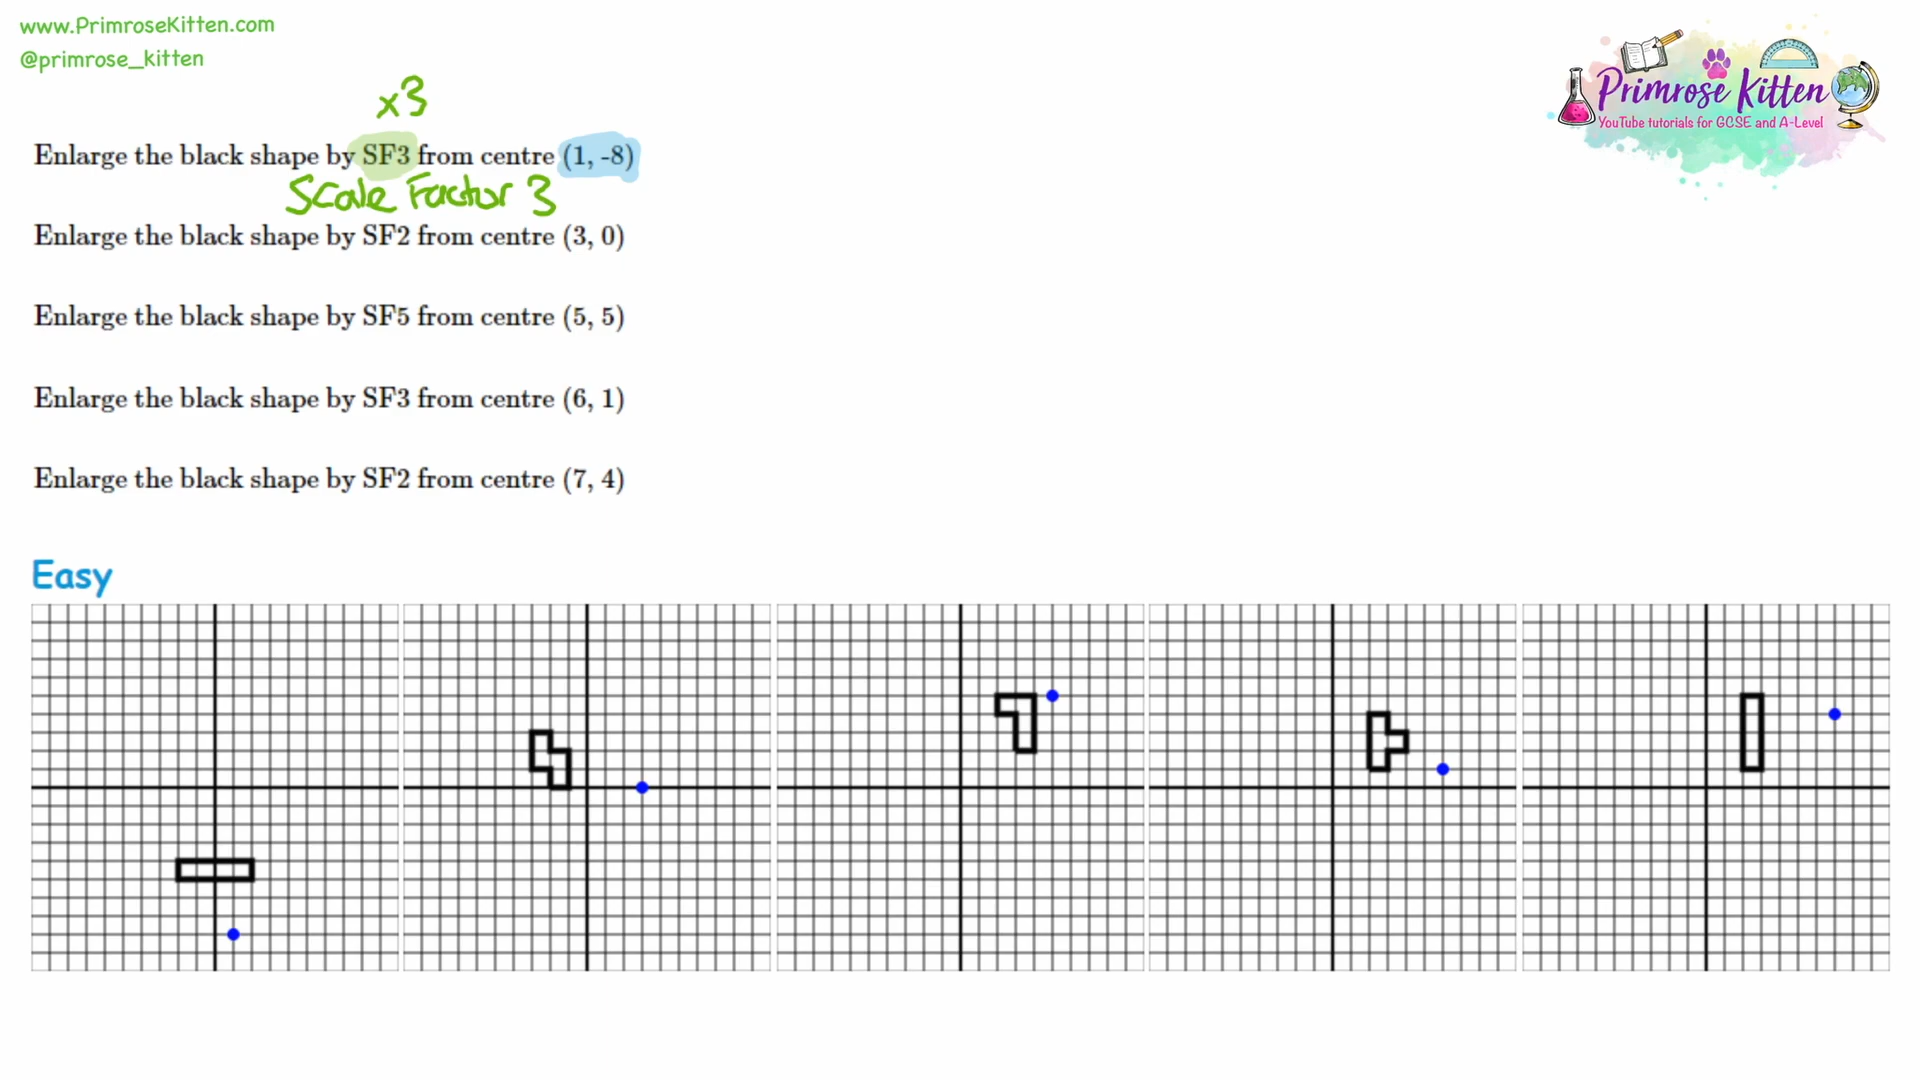 www.PrimroseKitten.com
@primrose_kitten
Primrose Kitten
YouTube tutorials for GCSE and A-Level
x3
Enlarge the black shape by SF3 from centre (1, -8)
Scale Factor 3
Enlarge the black shape by SF2 from centre (3, 0)
Enlarge the black shape by SF5 from centre (5, 5)
Enlarge the black shape by SF3 from centre (6, 1)
Enlarge the black shape by SF2 from centre (7, 4)
Easy